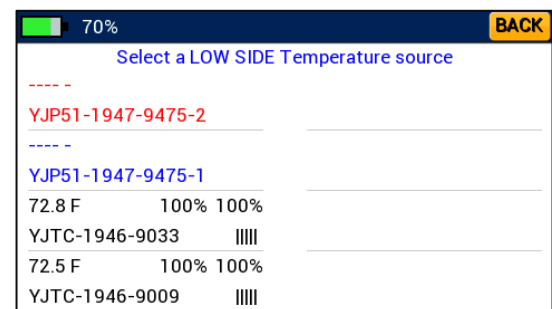 70% BACK
Select a LOW SIDE Temperature source
---- -
YJP51-1947-9475-2
---- -
YJP51-1947-9475-1
72.8 F 100% 100%
YJTC-1946-9033 |||||
72.5 F 100% 100%
YJTC-1946-9009 |||||